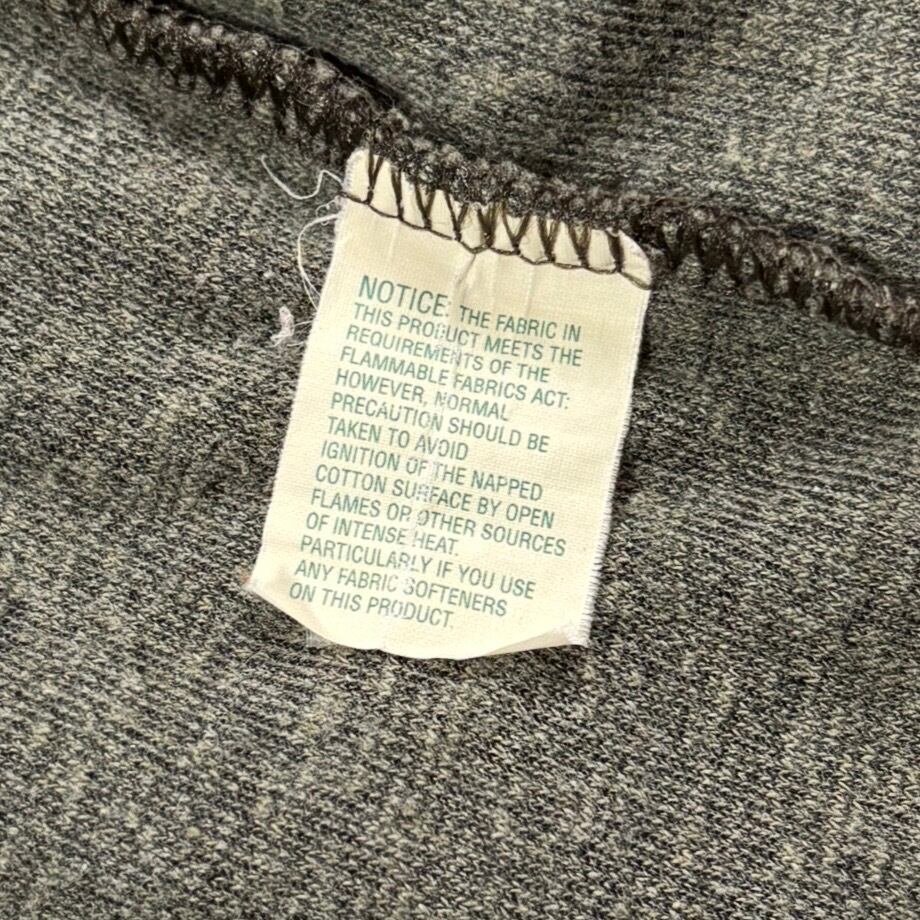 NOTICE: THE FABRIC IN
THIS PRODUCT MEETS THE
REQUIREMENTS OF THE
FLAMMABLE FABRICS ACT:
HOWEVER, NORMAL
PRECAUTION SHOULD BE
TAKEN TO AVOID
IGNITION OF THE NAPPED
COTTON SURFACE BY OPEN
FLAMES OR OTHER SOURCES
OF INTENSE HEAT.
PARTICULARLY IF YOU USE
ANY FABRIC SOFTENERS
ON THIS PRODUCT.